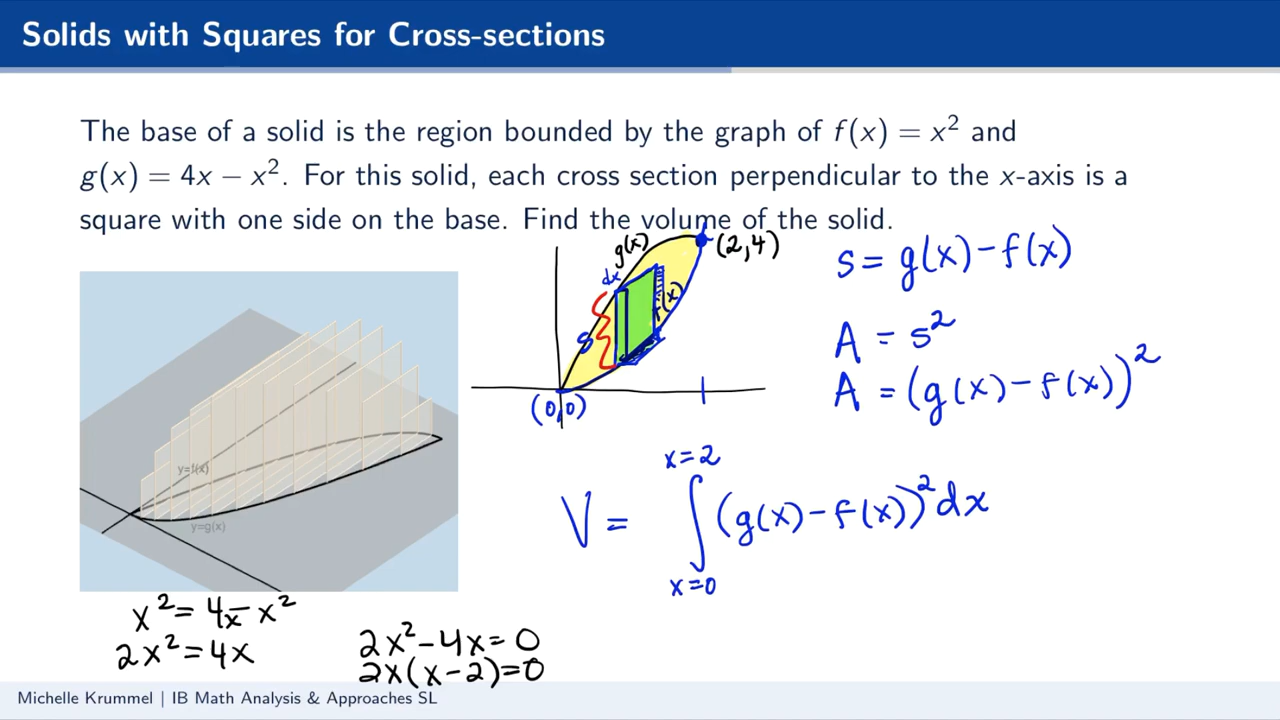 Solids with Squares for Cross-sections
The base of a solid is the region bounded by the graph of f(x) = x² and
g(x) = 4x − x². For this solid, each cross section perpendicular to the x-axis is a
square with one side on the base. Find the volume of the solid.
g(x)
(2,4)
dx
f(x)
s
(0,0)
s = g(x) − f(x)
A = s²
A = (g(x) − f(x))²
x=2
V = ∫ (g(x) − f(x))² dx
x=0
y=f(x)
y=g(x)
x² = 4x − x²
2x² = 4x
2x² − 4x = 0
2x(x − 2) = 0
Michelle Krummel | IB Math Analysis & Approaches SL